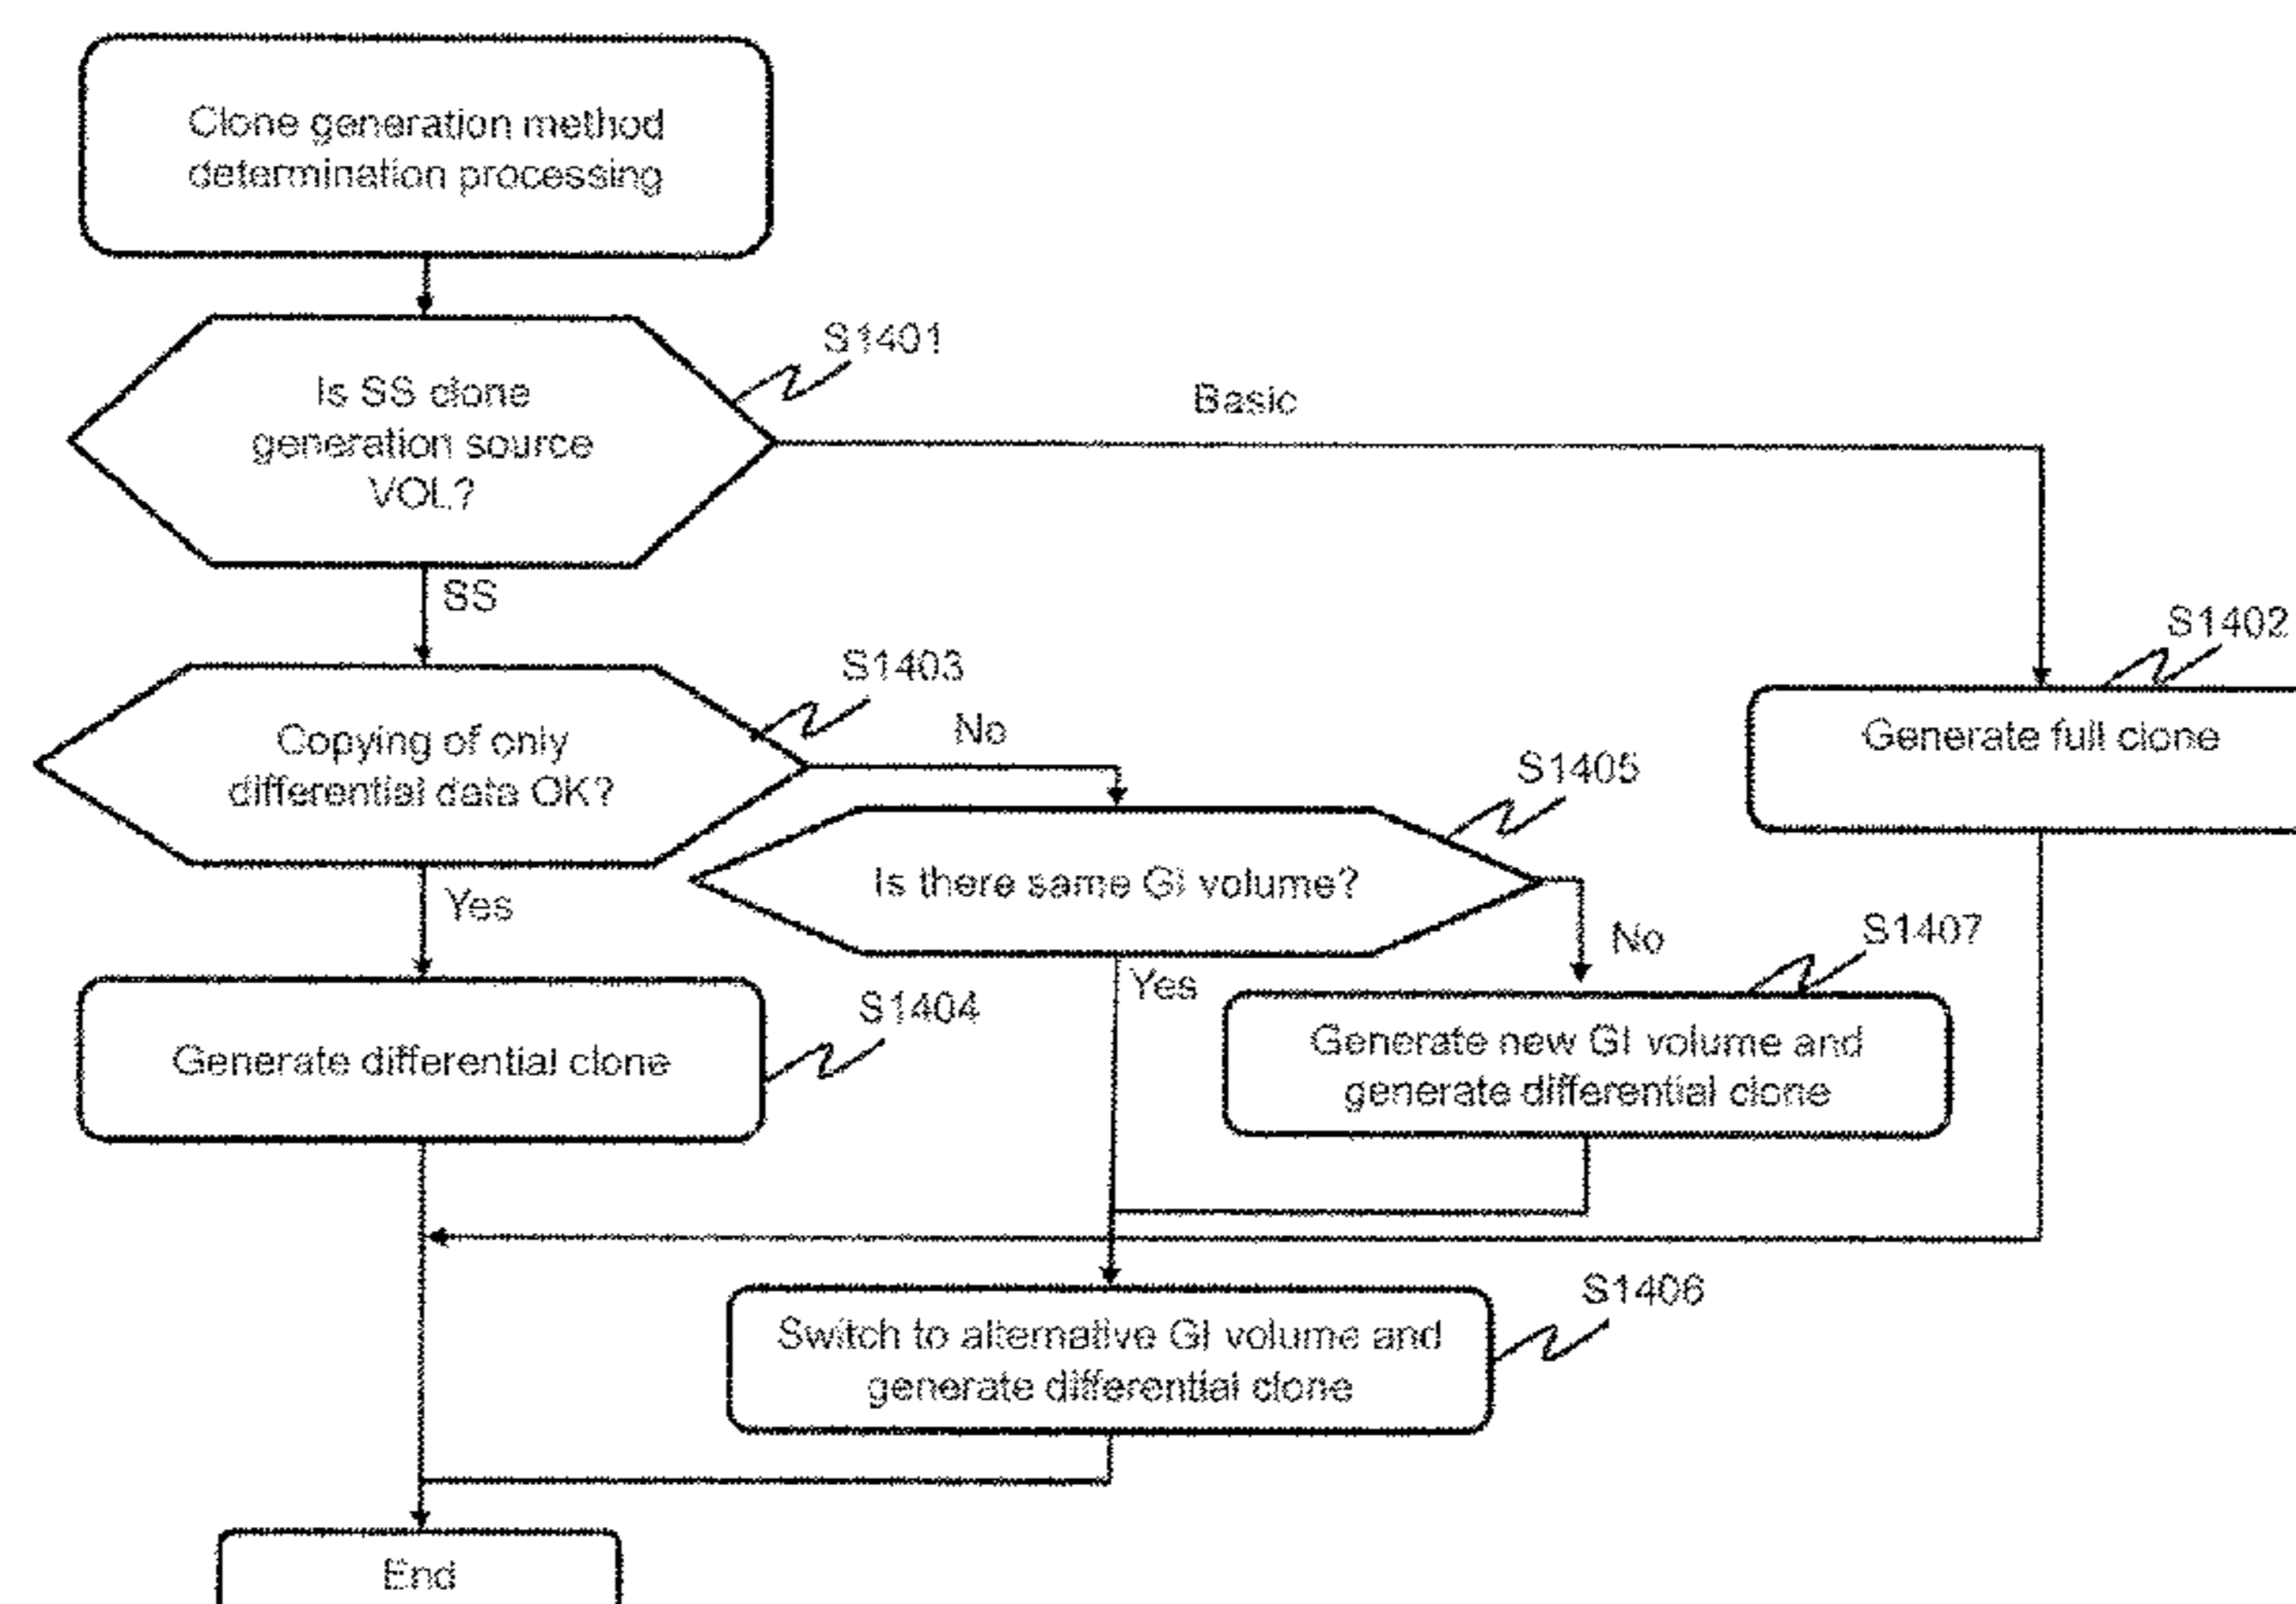 Clone generation method
determination processing
S1401
Is SS clone
generation source
VOL?
Basic
SS
S1402
S1403
Generate full clone
No
Copying of only
differential data OK?
S1405
Is there same GI volume?
Yes
No
S1407
Yes
S1404
Generate differential clone
Generate new GI volume and
generate differential clone
S1406
Switch to alternative GI volume and
generate differential clone
End